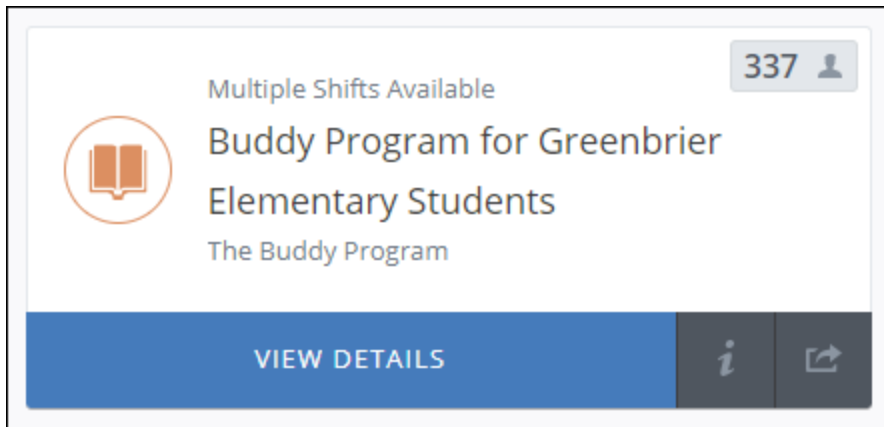 337
Multiple Shifts Available
Buddy Program for Greenbrier
Elementary Students
The Buddy Program
VIEW DETAILS
i